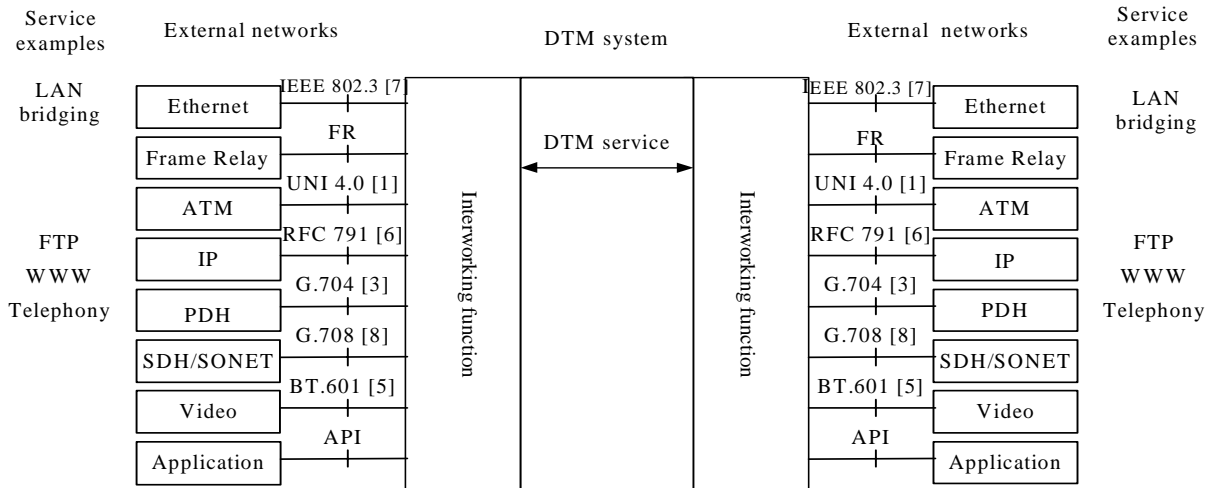 Service
examples
External networks
DTM system
External networks
Service
examples
LAN
bridging
FTP
WWW
Telephony
Ethernet
IEEE 802.3 [7]
Frame Relay
FR
ATM
UNI 4.0 [1]
IP
RFC 791 [6]
PDH
G.704 [3]
SDH/SONET
G.708 [8]
Video
BT.601 [5]
Application
API
Interworking function
DTM service
Interworking function
IEEE 802.3 [7]
Ethernet
FR
Frame Relay
UNI 4.0 [1]
ATM
RFC 791 [6]
IP
G.704 [3]
PDH
G.708 [8]
SDH/SONET
BT.601 [5]
Video
API
Application
LAN
bridging
FTP
WWW
Telephony